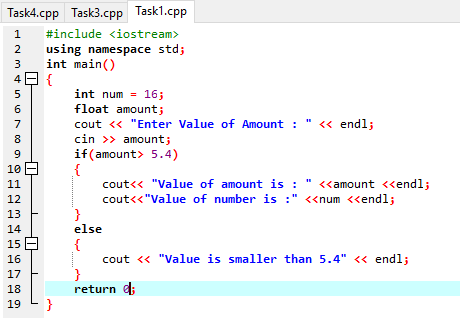 Task4.cpp Task3.cpp Task1.cpp
1 #include <iostream>
2 using namespace std;
3 int main()
4 {
5 int num = 16;
6 float amount;
7 cout << "Enter Value of Amount : " << endl;
8 cin >> amount;
9 if(amount> 5.4)
10 {
11 cout<< "Value of amount is : " <<amount <<endl;
12 cout<<"Value of number is :" <<num <<endl;
13 }
14 else
15 {
16 cout << "Value is smaller than 5.4" << endl;
17 }
18 return 0;
19 }